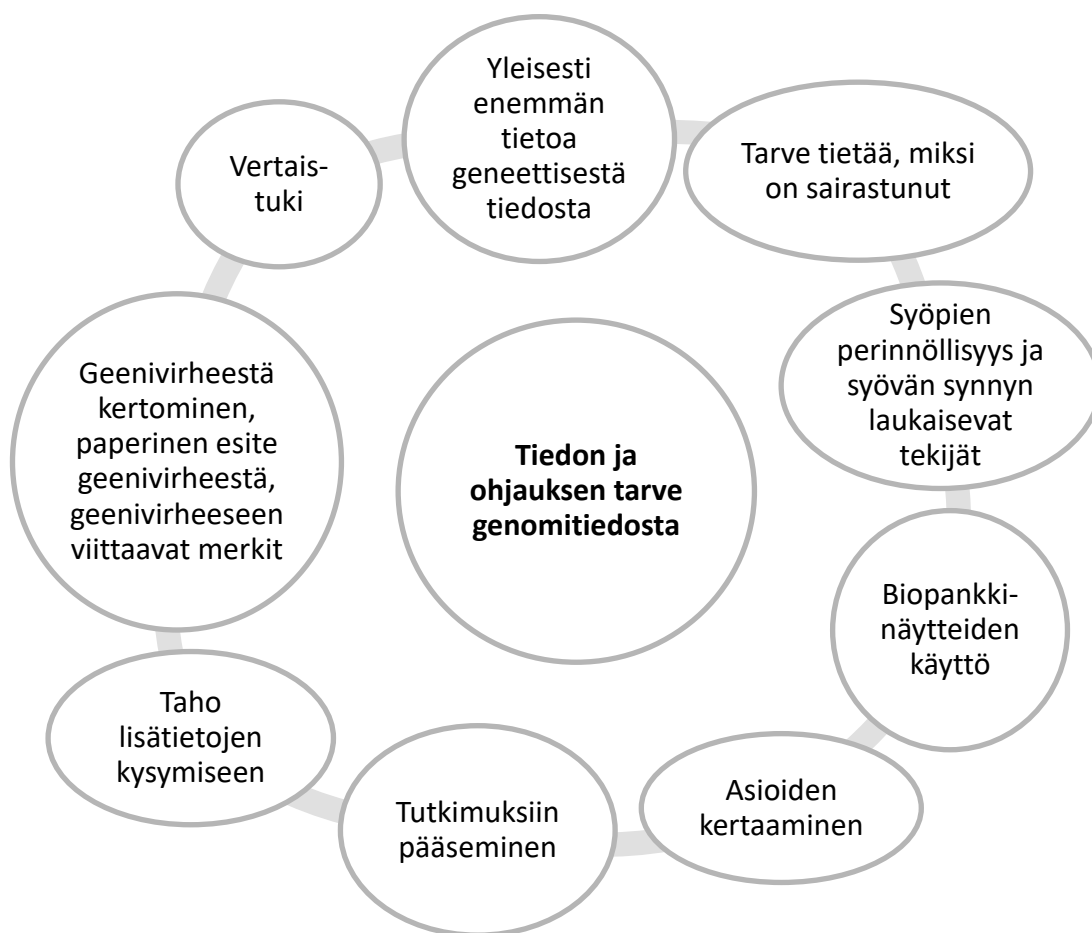 Yleisesti
enemmän
tietoa
geneettisestä
tiedosta
Tarve tietää, miksi
on sairastunut
Syöpien
perinnöllisyys ja
syövän synnyn
laukaisevat
tekijät
Biopankki-
näytteiden
käyttö
Asioiden
kertaaminen
Tutkimuksiin
pääseminen
Taho
lisätietojen
kysymiseen
Geenivirheestä
kertominen,
paperinen esite
geenivirheestä,
geenivirheeseen
viittaavat merkit
Vertais-
tuki
Tiedon ja
ohjauksen tarve
genomitiedosta